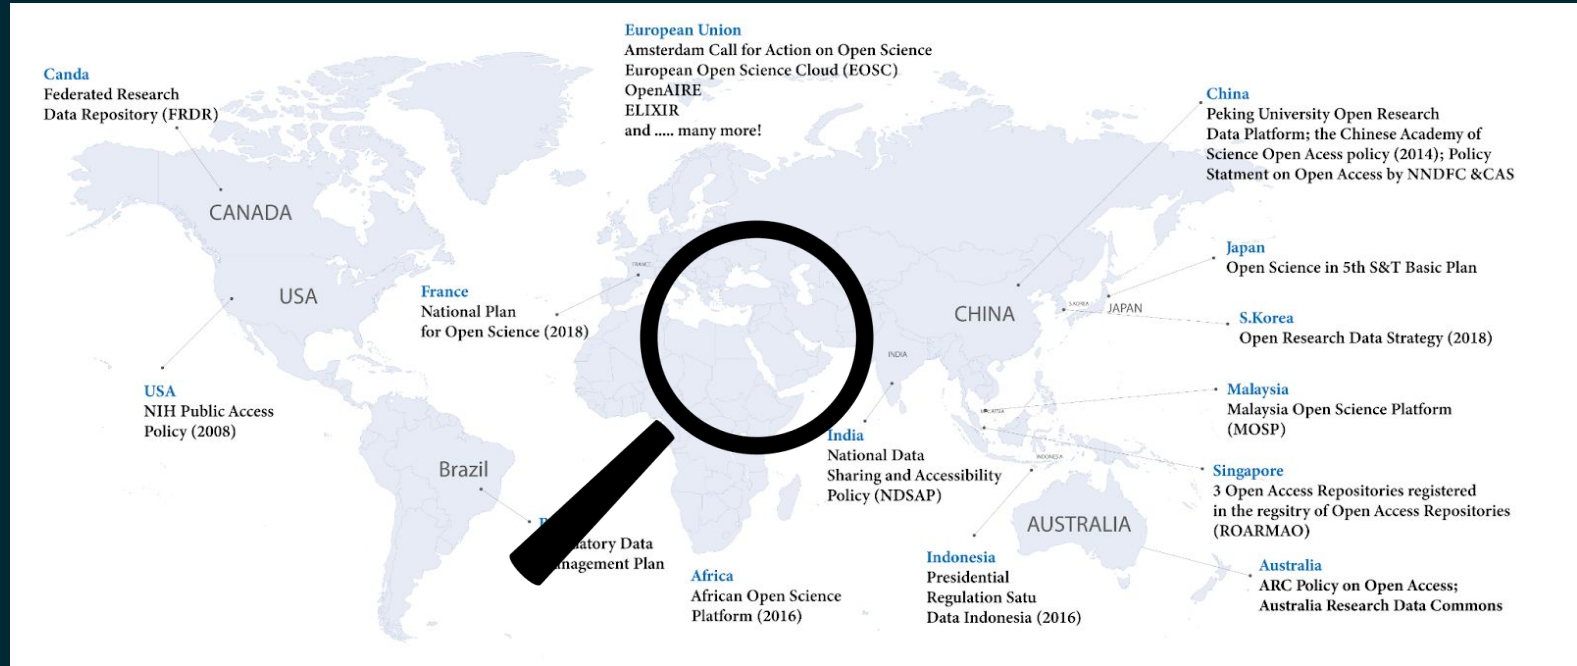 European Union
Amsterdam Call for Action on Open Science
European Open Science Cloud (EOSC)
OpenAIRE
ELIXIR
and ..... many more!
Canda
Federated Research
Data Repository (FRDR)
CANADA
China
Peking University Open Research
Data Platform; the Chinese Academy of
Science Open Acess policy (2014); Policy
Statment on Open Access by NNDFC &CAS
Japan
Open Science in 5th S&T Basic Plan
FRANCE
USA
France
National Plan
for Open Science (2018)
CHINA
S.KOREA
JAPAN
S.Korea
Open Research Data Strategy (2018)
INDIA
USA
NIH Public Access
Policy (2008)
Malaysia
Malaysia Open Science Platform
(MOSP)
India
National Data
Sharing and Accessibility
Policy (NDSAP)
INDONESIA
Brazil
Singapore
3 Open Access Repositories registered
in the regsitry of Open Access Repositories
(ROARMAO)
AUSTRALIA
Data
Plan
Africa
African Open Science
Platform (2016)
Indonesia
Presidential
Regulation Satu
Data Indonesia (2016)
Australia
ARC Policy on Open Access;
Australia Research Data Commons